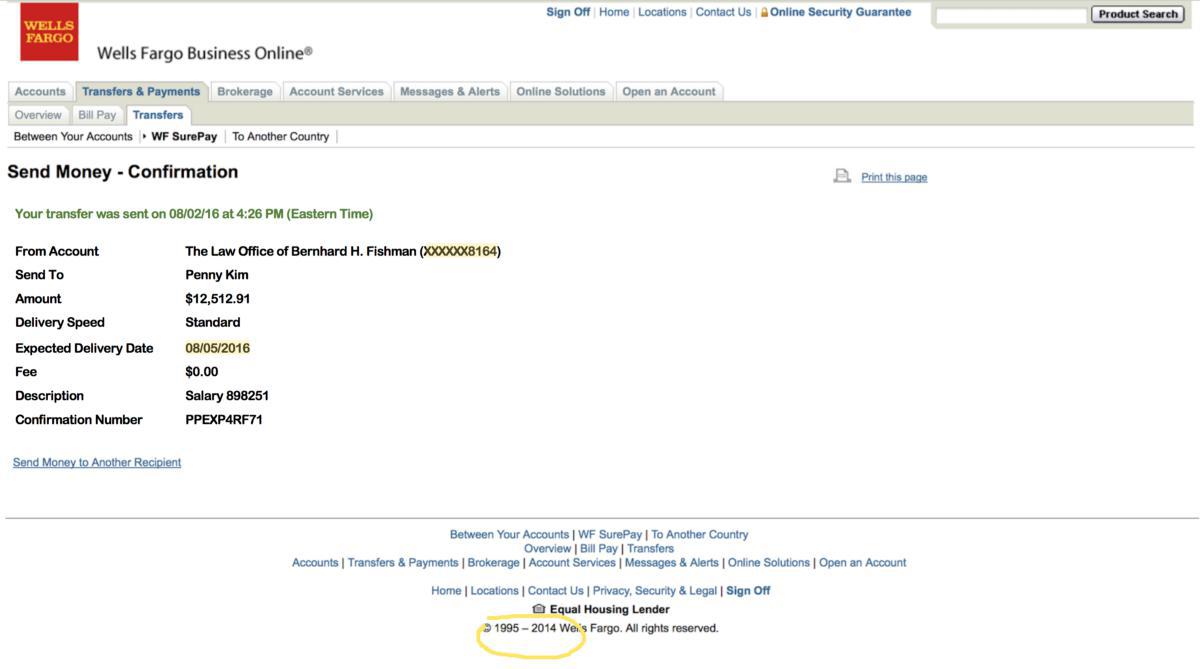 WELLS
FARGO
Wells Fargo Business Online®
Sign Off | Home | Locations | Contact Us | Online Security Guarantee
Product Search
Accounts Transfers & Payments Brokerage Account Services Messages & Alerts Online Solutions Open an Account
Overview Bill Pay Transfers
Between Your Accounts WF SurePay To Another Country
Send Money - Confirmation
Print this page
Your transfer was sent on 08/02/16 at 4:26 PM (Eastern Time)
From Account The Law Office of Bernhard H. Fishman (XXXXXX8164)
Send To Penny Kim
Amount $12,512.91
Delivery Speed Standard
Expected Delivery Date 08/05/2016
Fee $0.00
Description Salary 898251
Confirmation Number PPEXP4RF71
Send Money to Another Recipient
Between Your Accounts | WF SurePay | To Another Country
Overview | Bill Pay | Transfers
Accounts | Transfers & Payments | Brokerage | Account Services | Messages & Alerts | Online Solutions | Open an Account
Home | Locations | Contact Us | Privacy, Security & Legal | Sign Off
Equal Housing Lender
© 1995 – 2014 Wells Fargo. All rights reserved.